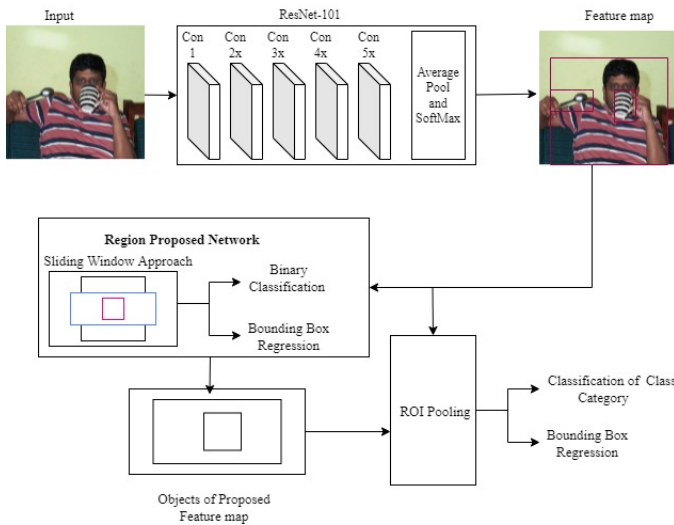 Input
ResNet-101
Feature map
Con
1
Con
2x
Con
3x
Con
4x
Con
5x
Average
Pool
and
SoftMax
Region Proposed Network
Sliding Window Approach
Binary
Classification
Bounding Box
Regression
ROI Pooling
Classification of Class
Category
Bounding Box
Regression
Objects of Proposed
Feature map